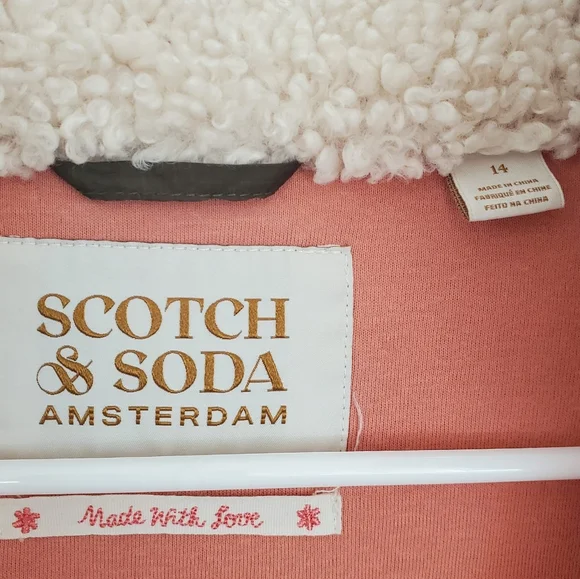 14
MADE IN CHINA
FABRIQUÉ EN CHINE
FEITO NA CHINA
SCOTCH
& SODA
AMSTERDAM
Made With Love